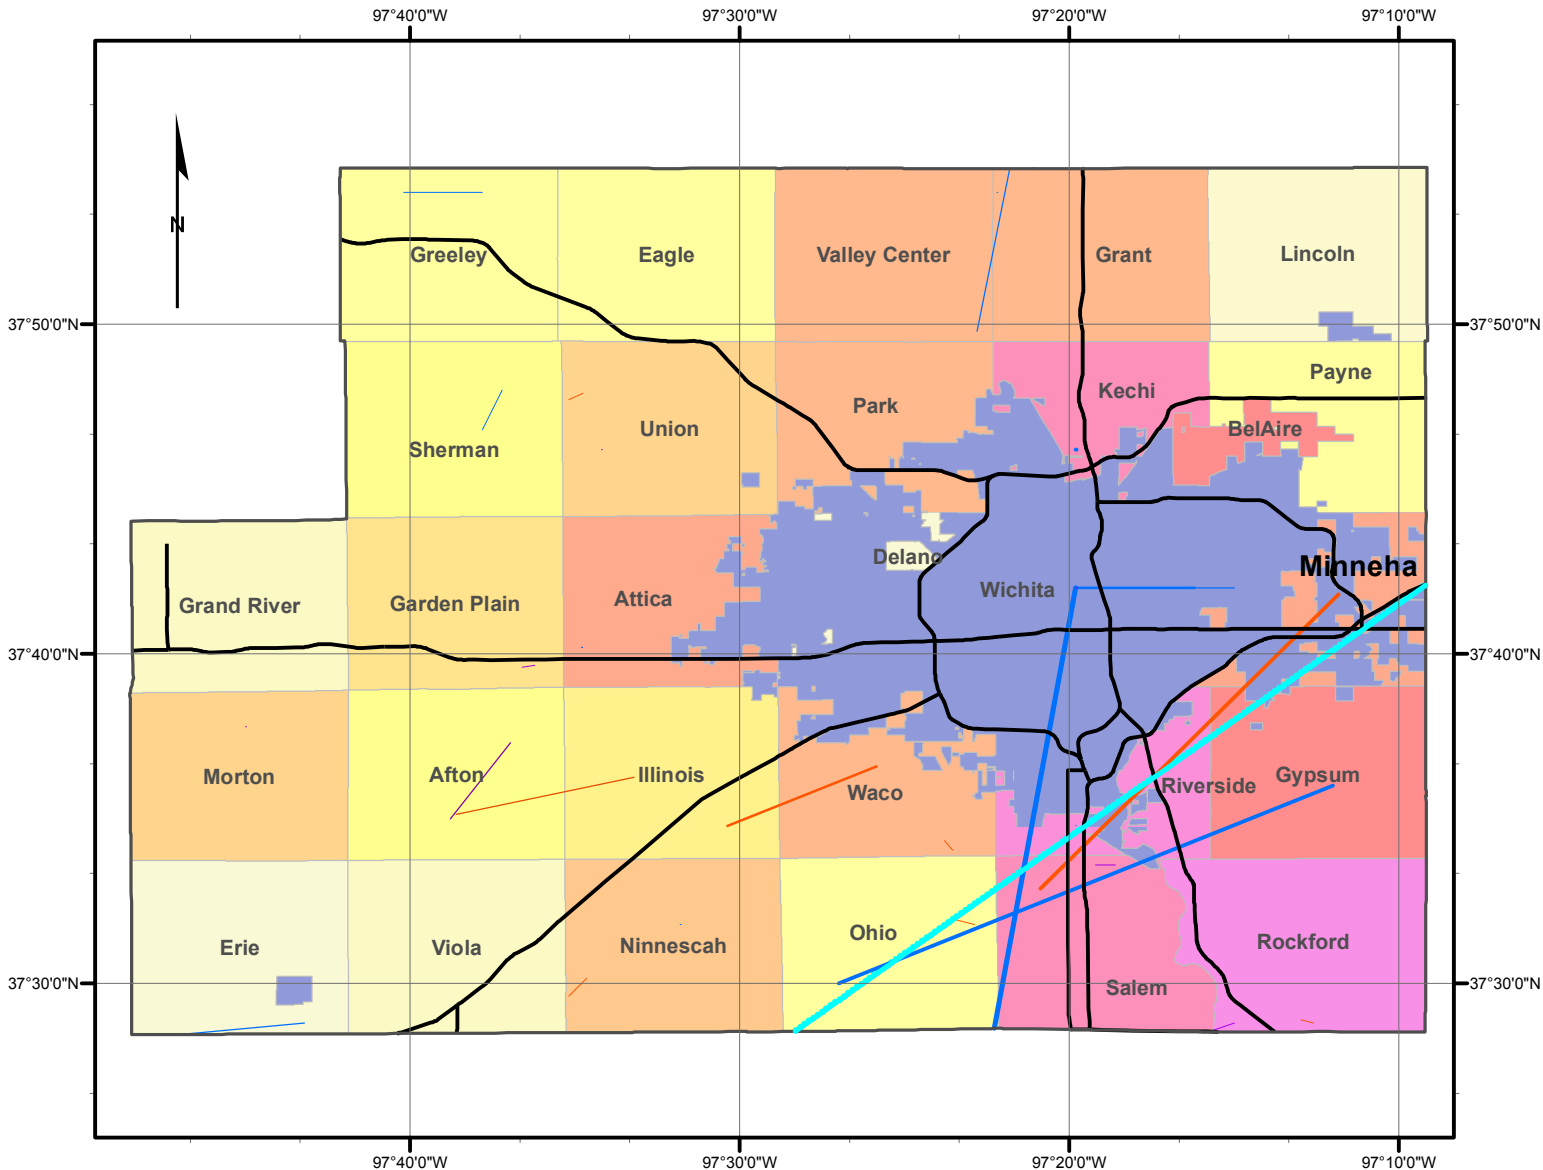 97°40'0"W 97°30'0"W 97°20'0"W 97°10'0"W
N
Greeley Eagle Valley Center Grant Lincoln
37°50'0"N 37°50'0"N
Payne
Kechi
Park
Union BelAire
Sherman
Delano
Minneha
Wichita
Attica
Garden Plain
Grand River
37°40'0"N 37°40'0"N
Morton Afton Illinois Gypsum
Riverside
Waco
Ohio
Rockford
Ninnescah
Erie Viola
37°30'0"N 37°30'0"N
Salem
97°40'0"W 97°30'0"W 97°20'0"W 97°10'0"W